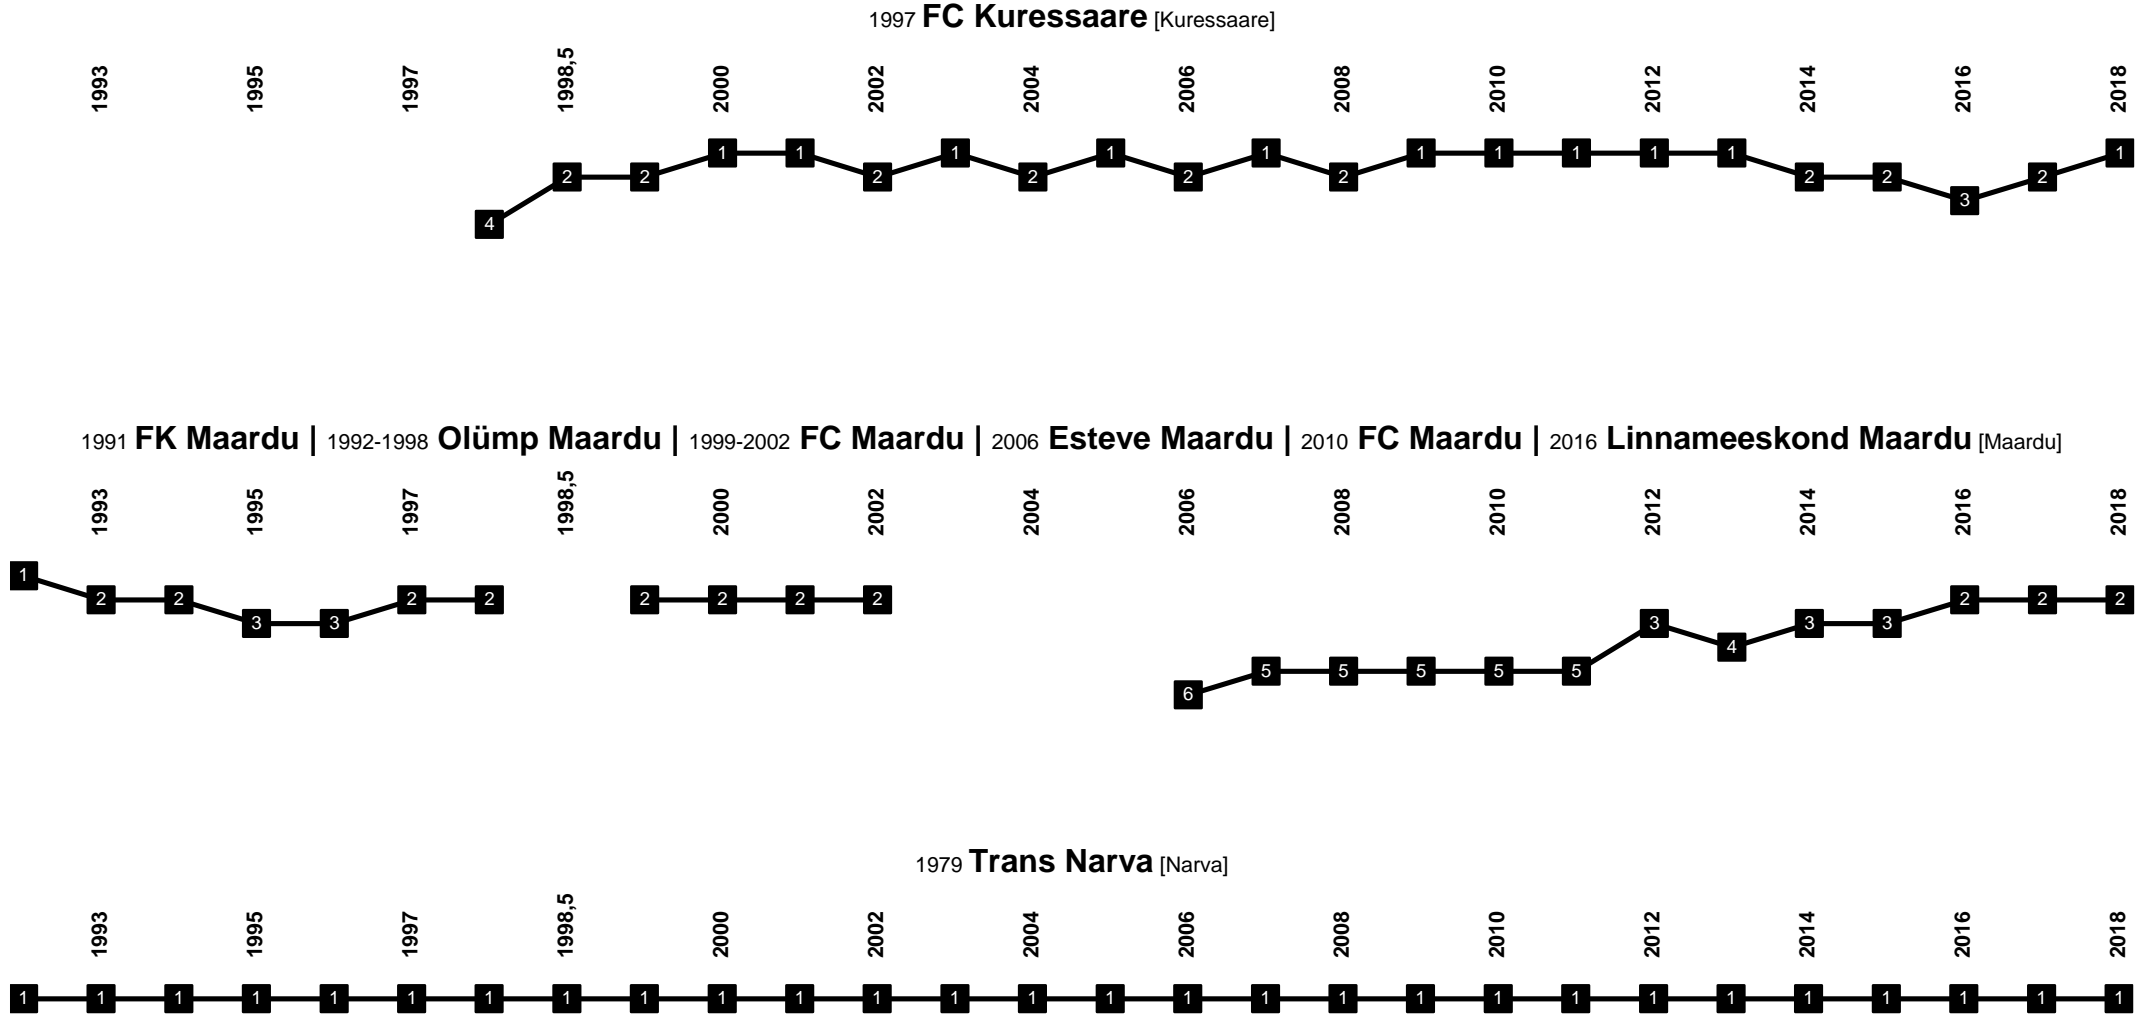 1997 FC Kuressaare [Kuressaare]
1993 1995 1997 1998,5 2000 2002 2004 2006 2008 2010 2012 2014 2016 2018
4 2 2 1 1 2 1 2 1 2 1 2 1 1 1 1 1 2 2 3 2 1
1991 FK Maardu | 1992-1998 Olümp Maardu | 1999-2002 FC Maardu | 2006 Esteve Maardu | 2010 FC Maardu | 2016 Linnameeskond Maardu [Maardu]
1993 1995 1997 1998,5 2000 2002 2004 2006 2008 2010 2012 2014 2016 2018
1 2 2 3 3 2 2 2 2 2 2 6 5 5 5 5 5 3 4 3 3 2 2 2
1979 Trans Narva [Narva]
1993 1995 1997 1998,5 2000 2002 2004 2006 2008 2010 2012 2014 2016 2018
1 1 1 1 1 1 1 1 1 1 1 1 1 1 1 1 1 1 1 1 1 1 1 1 1 1 1 1